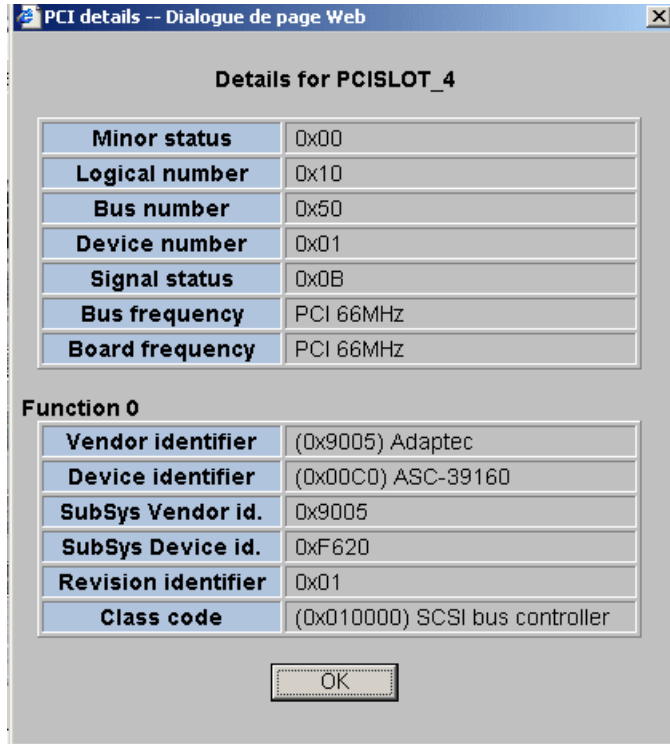 PCI details -- Dialogue de page Web
Details for PCISLOT_4
Minor status 0x00
Logical number 0x10
Bus number 0x50
Device number 0x01
Signal status 0x0B
Bus frequency PCI 66MHz
Board frequency PCI 66MHz
Function 0
Vendor identifier (0x9005) Adaptec
Device identifier (0x00C0) ASC-39160
SubSys Vendor id. 0x9005
SubSys Device id. 0xF620
Revision identifier 0x01
Class code (0x010000) SCSI bus controller
OK